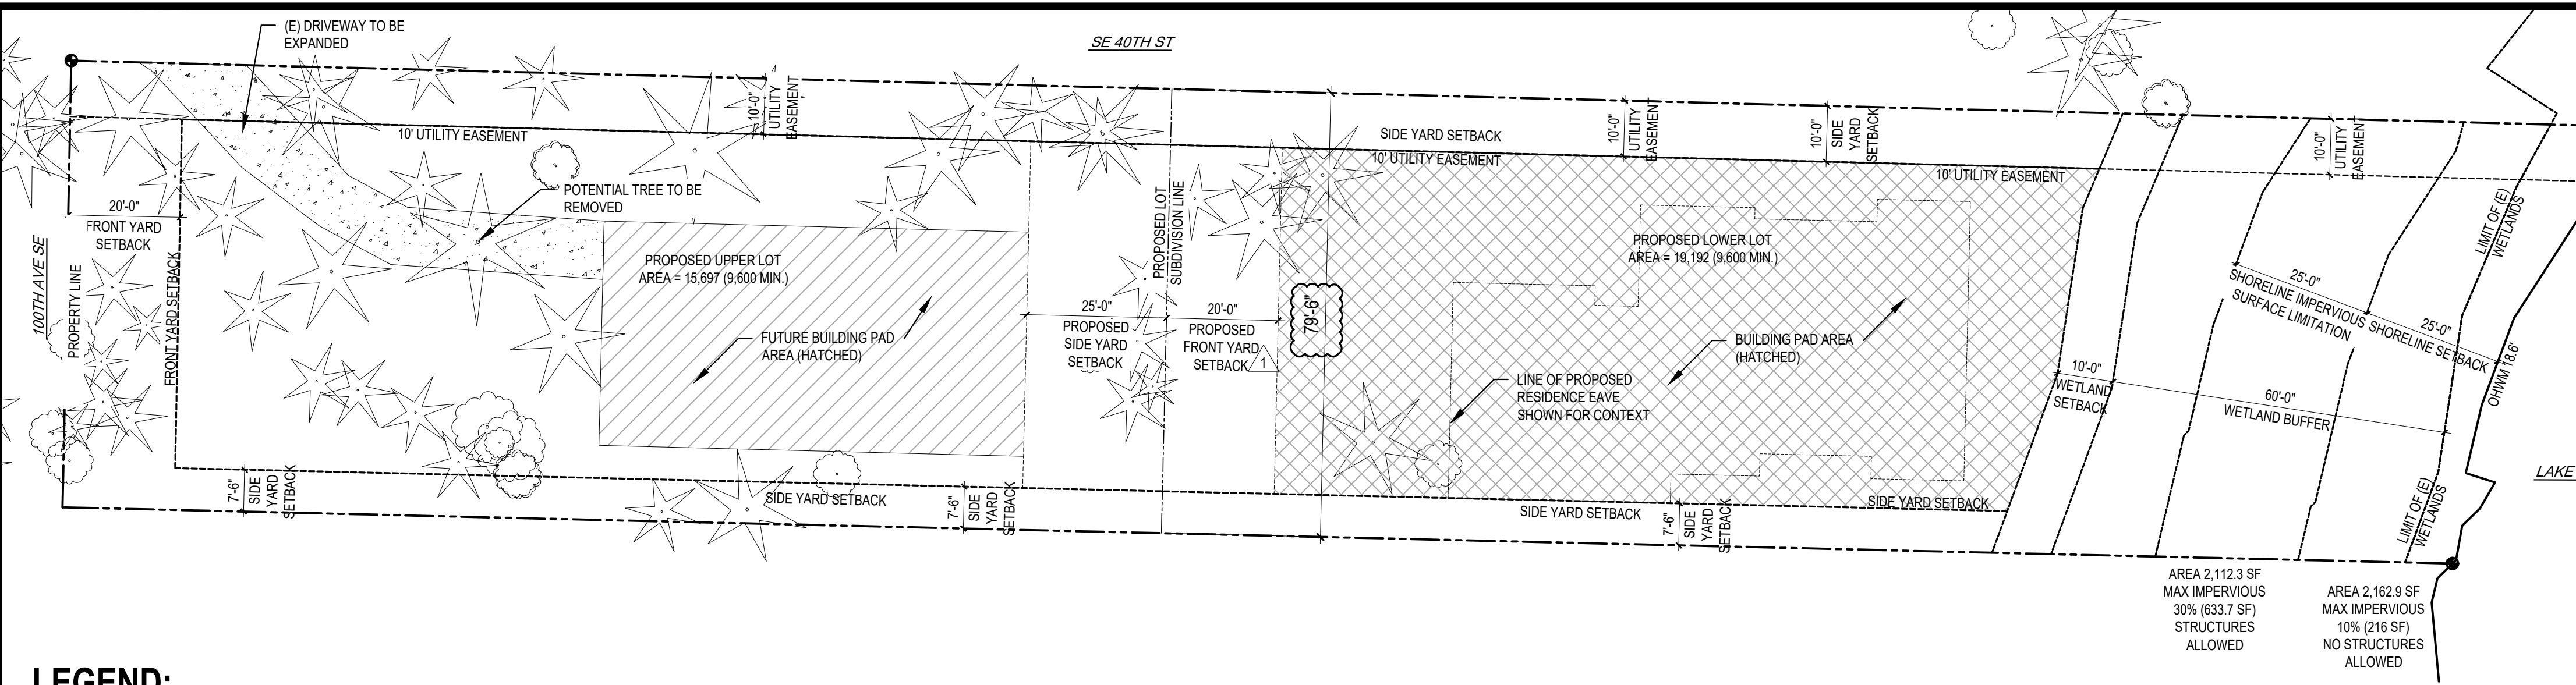 (E) DRIVEWAY TO BE
EXPANDED
SE 40TH ST
10'-0"
UTILITY
EASEMENT
10' UTILITY EASEMENT
SIDE YARD SETBACK
10' UTILITY EASEMENT
10'-0"
UTILITY
EASEMENT
10'-0"
SIDE
YARD
SETBACK
10' UTILITY EASEMENT
10'-0"
UTILITY
EASEMENT
POTENTIAL TREE TO BE
REMOVED
20'-0"
FRONT YARD
SETBACK
100TH AVE SE
PROPERTY LINE
FRONT YARD SETBACK
PROPOSED UPPER LOT
AREA = 15,697 (9,600 MIN.)
FUTURE BUILDING PAD
AREA (HATCHED)
PROPOSED LOT
SUBDIVISION LINE
25'-0"
PROPOSED
SIDE YARD
SETBACK
20'-0"
PROPOSED
FRONT YARD
SETBACK
1
79'-6"
PROPOSED LOWER LOT
AREA = 19,192 (9,600 MIN.)
BUILDING PAD AREA
(HATCHED)
LINE OF PROPOSED
RESIDENCE EAVE
SHOWN FOR CONTEXT
LIMIT OF (E)
WETLANDS
25'-0"
SHORELINE IMPERVIOUS
SURFACE LIMITATION
25'-0"
SHORELINE SETBACK
OHWM 18.6'
10'-0"
WETLAND
SETBACK
60'-0"
WETLAND BUFFER
LAKE
LIMIT OF (E)
WETLANDS
7'-6"
SIDE
YARD
SETBACK
SIDE YARD SETBACK
7'-6"
SIDE
YARD
SETBACK
SIDE YARD SETBACK
7'-6"
SIDE
YARD
SETBACK
SIDE YARD SETBACK
AREA 2,112.3 SF
MAX IMPERVIOUS
30% (633.7 SF)
STRUCTURES
ALLOWED
AREA 2,162.9 SF
MAX IMPERVIOUS
10% (216 SF)
NO STRUCTURES
ALLOWED
LEGEND: